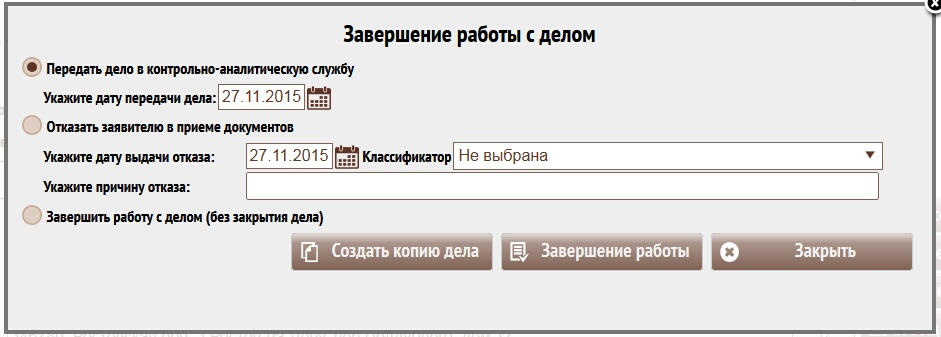 Завершение работы с делом
Передать дело в контрольно-аналитическую службу
Укажите дату передачи дела: 27.11.2015
Отказать заявителю в приеме документов
Укажите дату выдачи отказа: 27.11.2015 Классификатор Не выбрана
Укажите причину отказа:
Завершить работу с делом (без закрытия дела)
Создать копию дела Завершение работы Закрыть